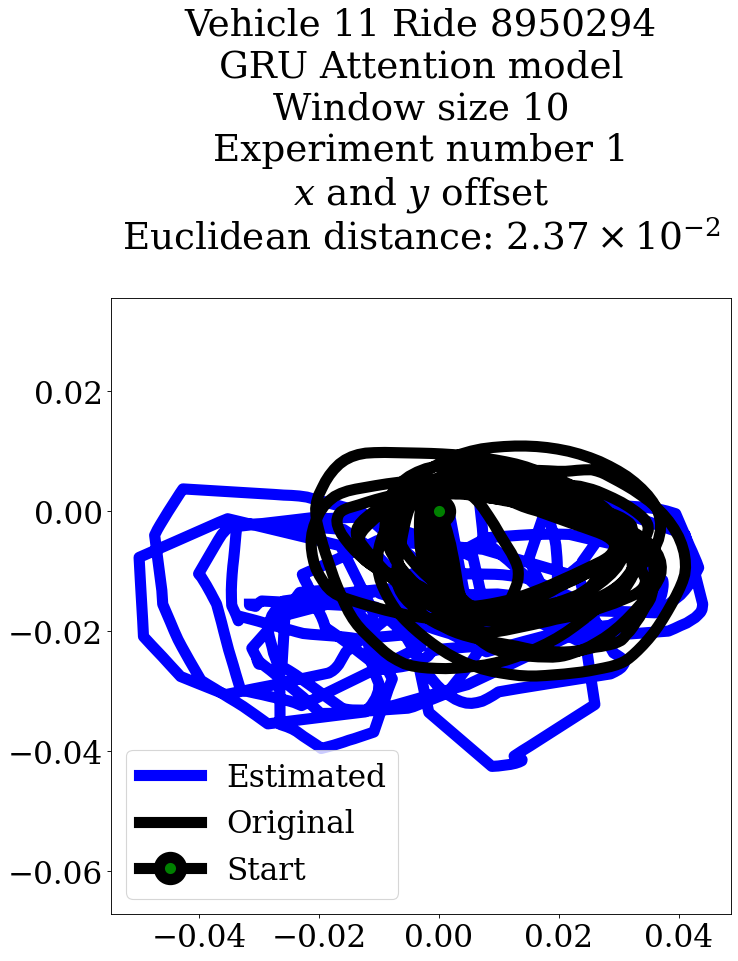 Vehicle 11 Ride 8950294
GRU Attention model
Window size 10
Experiment number 1
x and y offset
Euclidean distance: 2.37 × 10⁻²
0.02
0.00
−0.02
−0.04
−0.06
Estimated
Original
Start
−0.04 −0.02 0.00 0.02 0.04